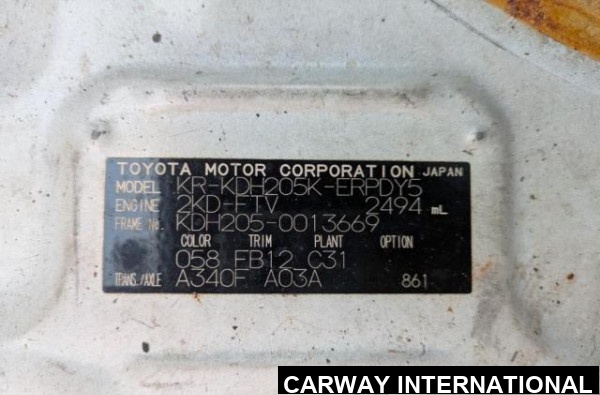 TOYOTA MOTOR CORPORATION JAPAN
MODEL KR-KDH205K-ERPDY5
ENGINE 2KD-FTV 2494 mL
FRAME No. KDH205-0013669
COLOR TRIM PLANT OPTION
058 FB12 C31
TRANS./AXLE A340F A03A 861
CARWAY INTERNATIONAL